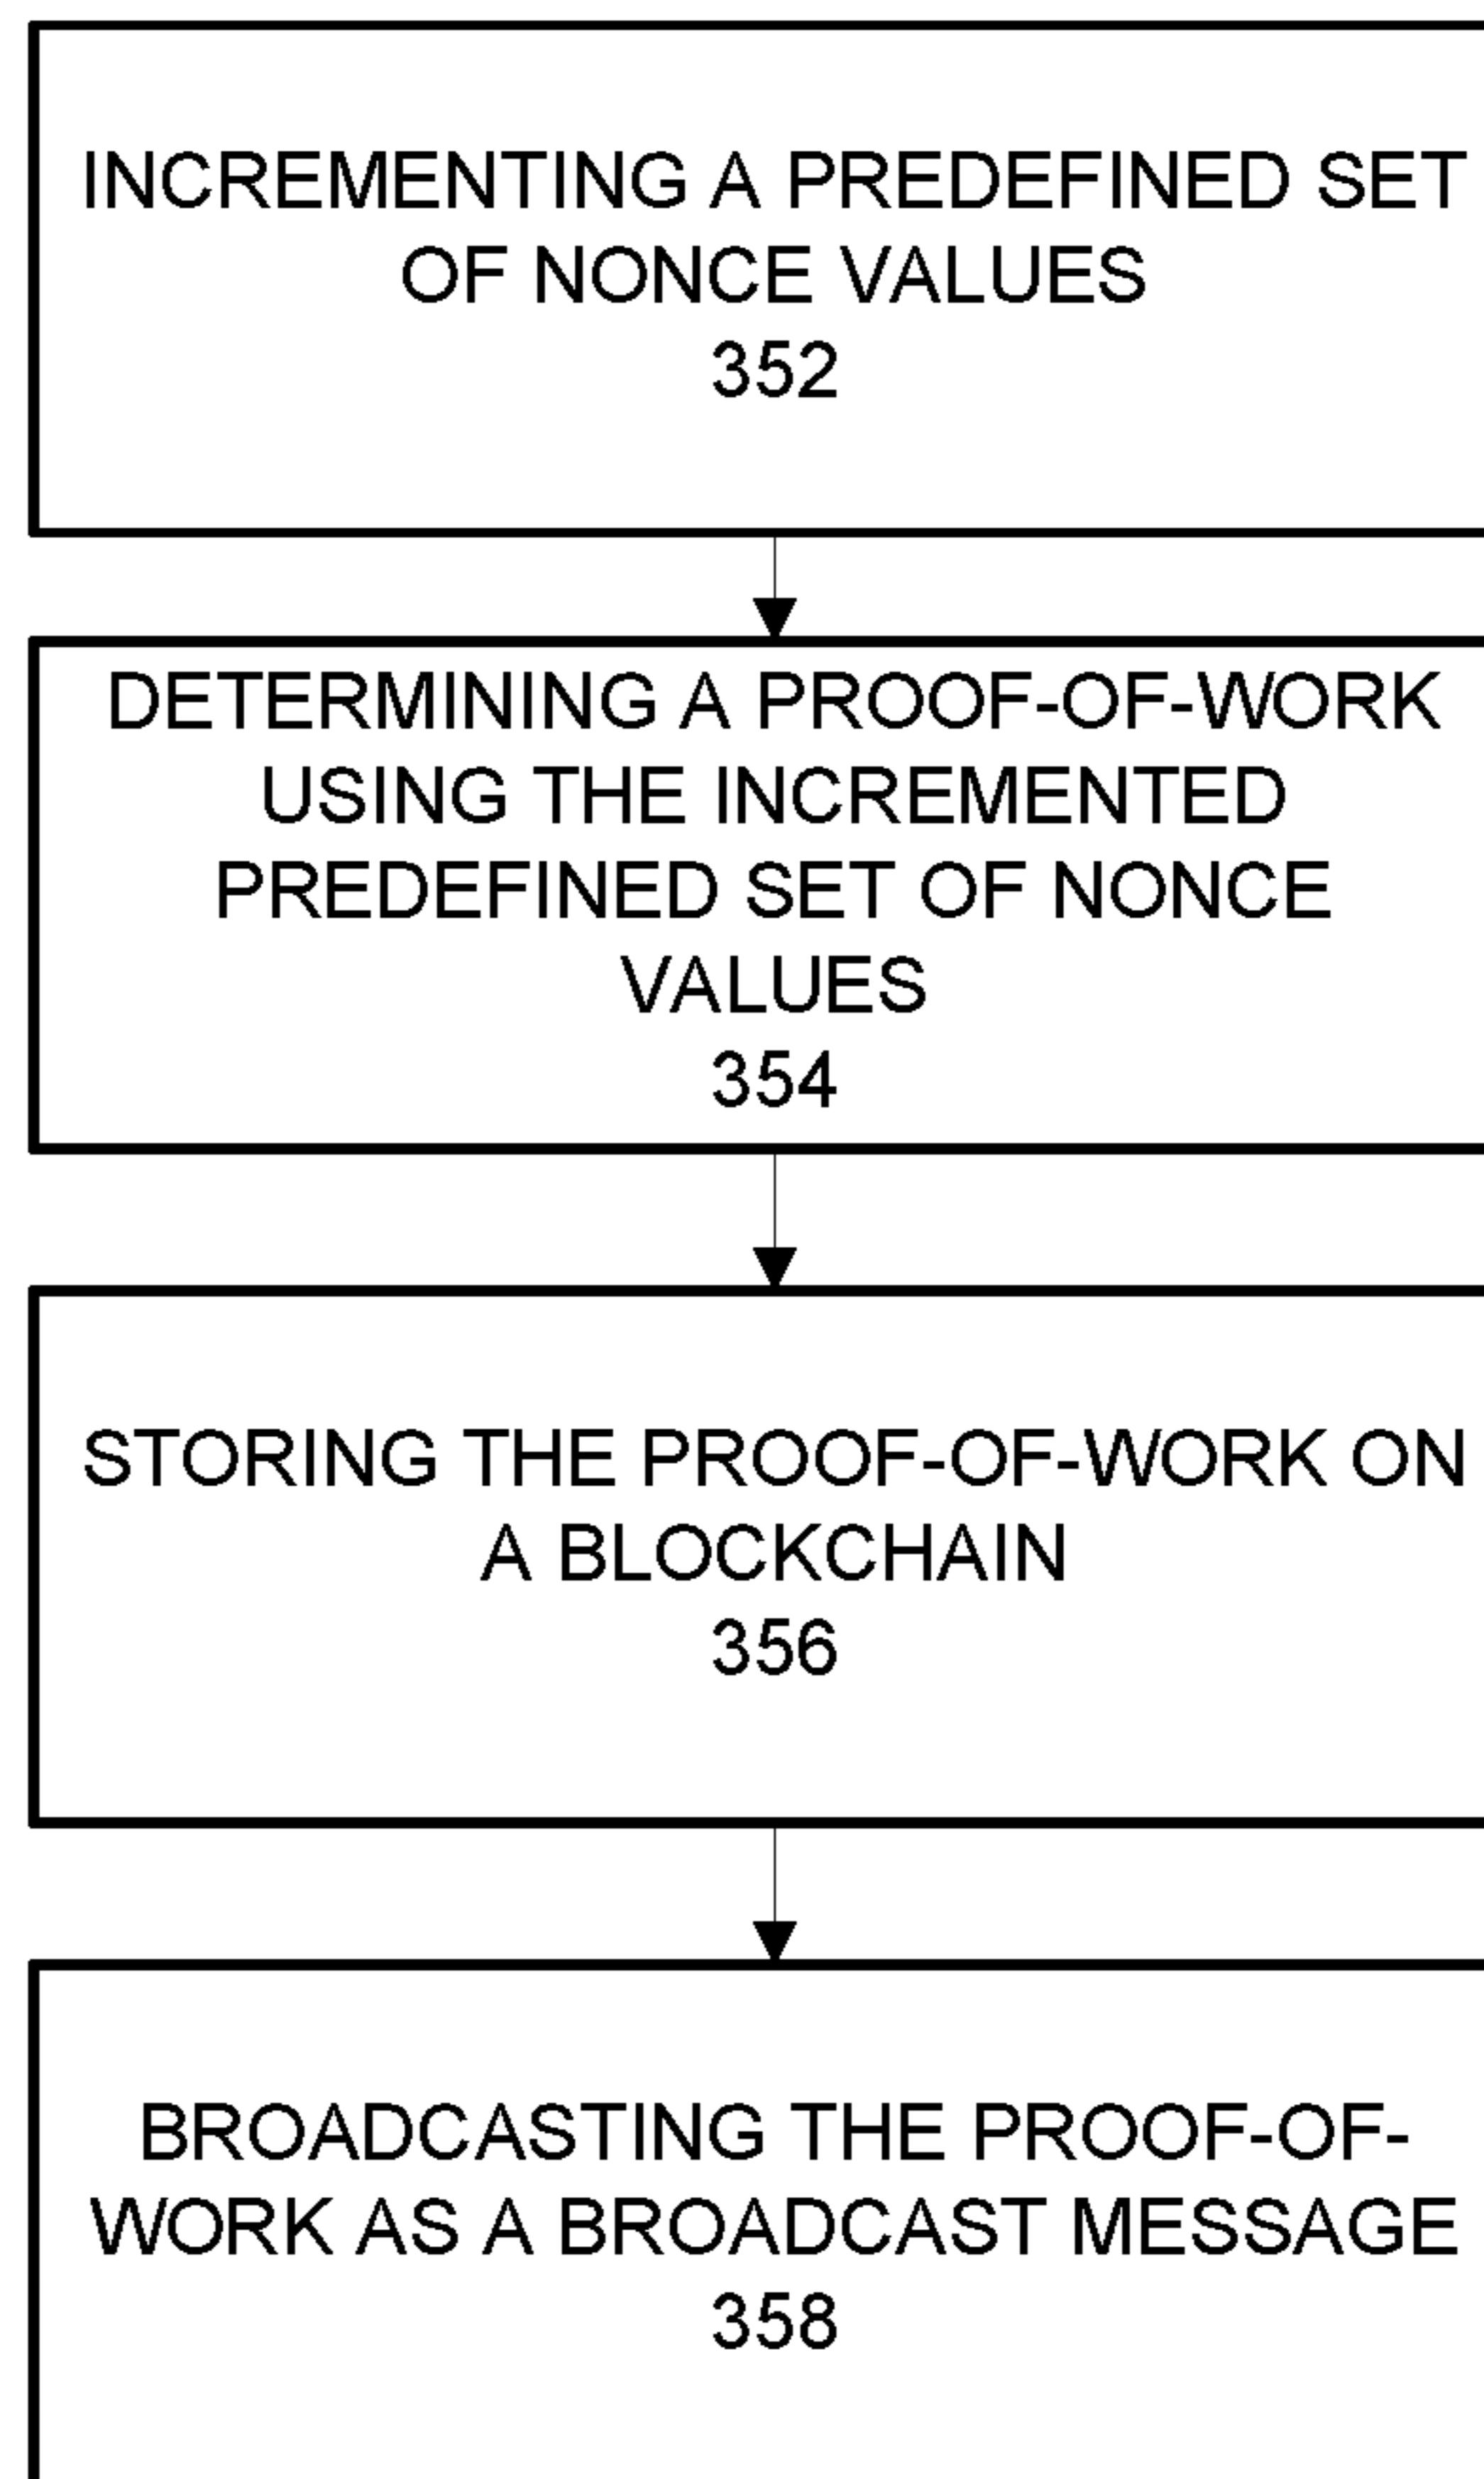 INCREMENTING A PREDEFINED SET
OF NONCE VALUES
352
DETERMINING A PROOF-OF-WORK
USING THE INCREMENTED
PREDEFINED SET OF NONCE
VALUES
354
STORING THE PROOF-OF-WORK ON
A BLOCKCHAIN
356
BROADCASTING THE PROOF-OF-
WORK AS A BROADCAST MESSAGE
358